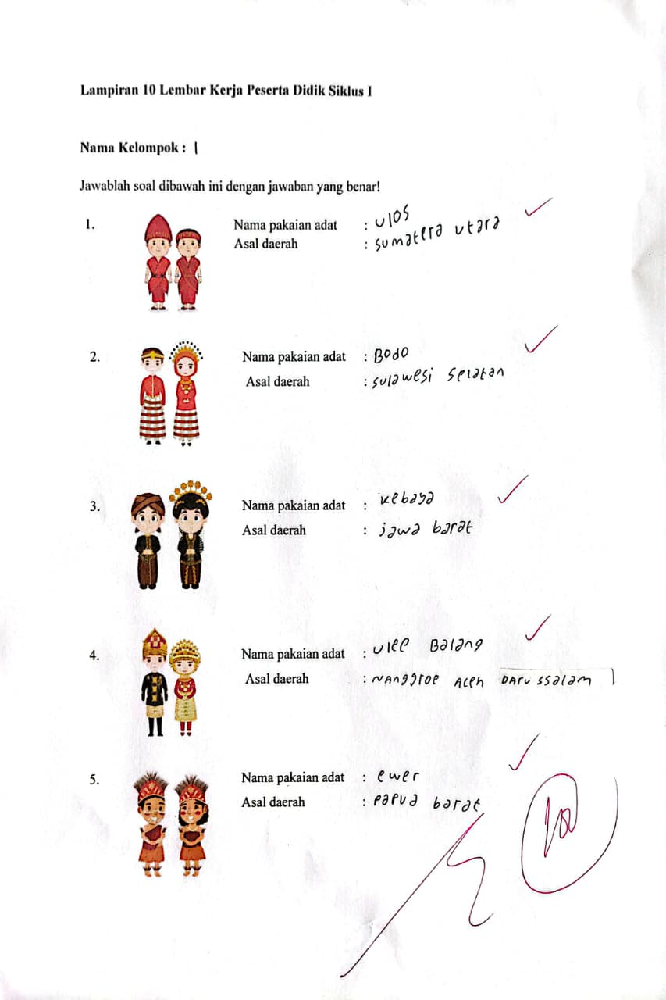 Lampiran 10 Lembar Kerja Peserta Didik Siklus I
Nama Kelompok : 1
Jawablah soal dibawah ini dengan jawaban yang benar!
1. Nama pakaian adat : ulos
Asal daerah : sumatera utara
2. Nama pakaian adat : Bodo
Asal daerah : sulawesi selatan
3. Nama pakaian adat : kebaya
Asal daerah : jawa barat
4. Nama pakaian adat : ulee Balang
Asal daerah : NAnggroe Aceh DAru ssalam
5. Nama pakaian adat : ewer
Asal daerah : papua barat
100